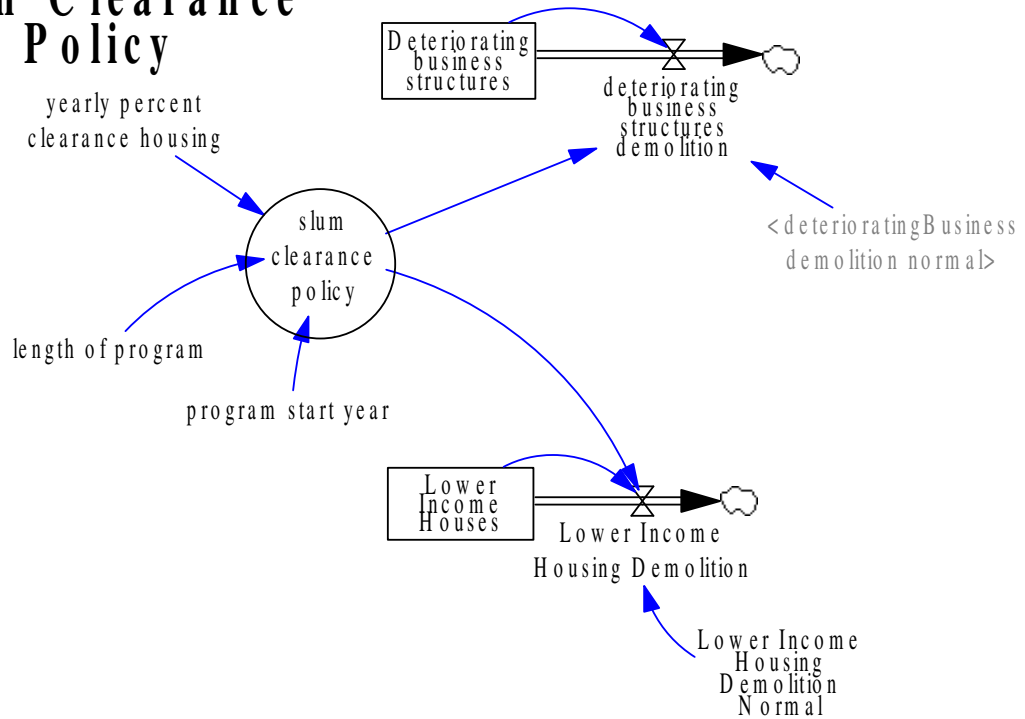 Clearance
Policy
Deteriorating
business
structures
deteriorating
business
structures
demolition
yearly percent
clearance housing
<deterioratingBusiness
demolition normal>
slum
clearance
policy
length of program
program start year
Lower
Income
Houses
Lower Income
Housing Demolition
Lower Income
Housing
Demolition
Normal